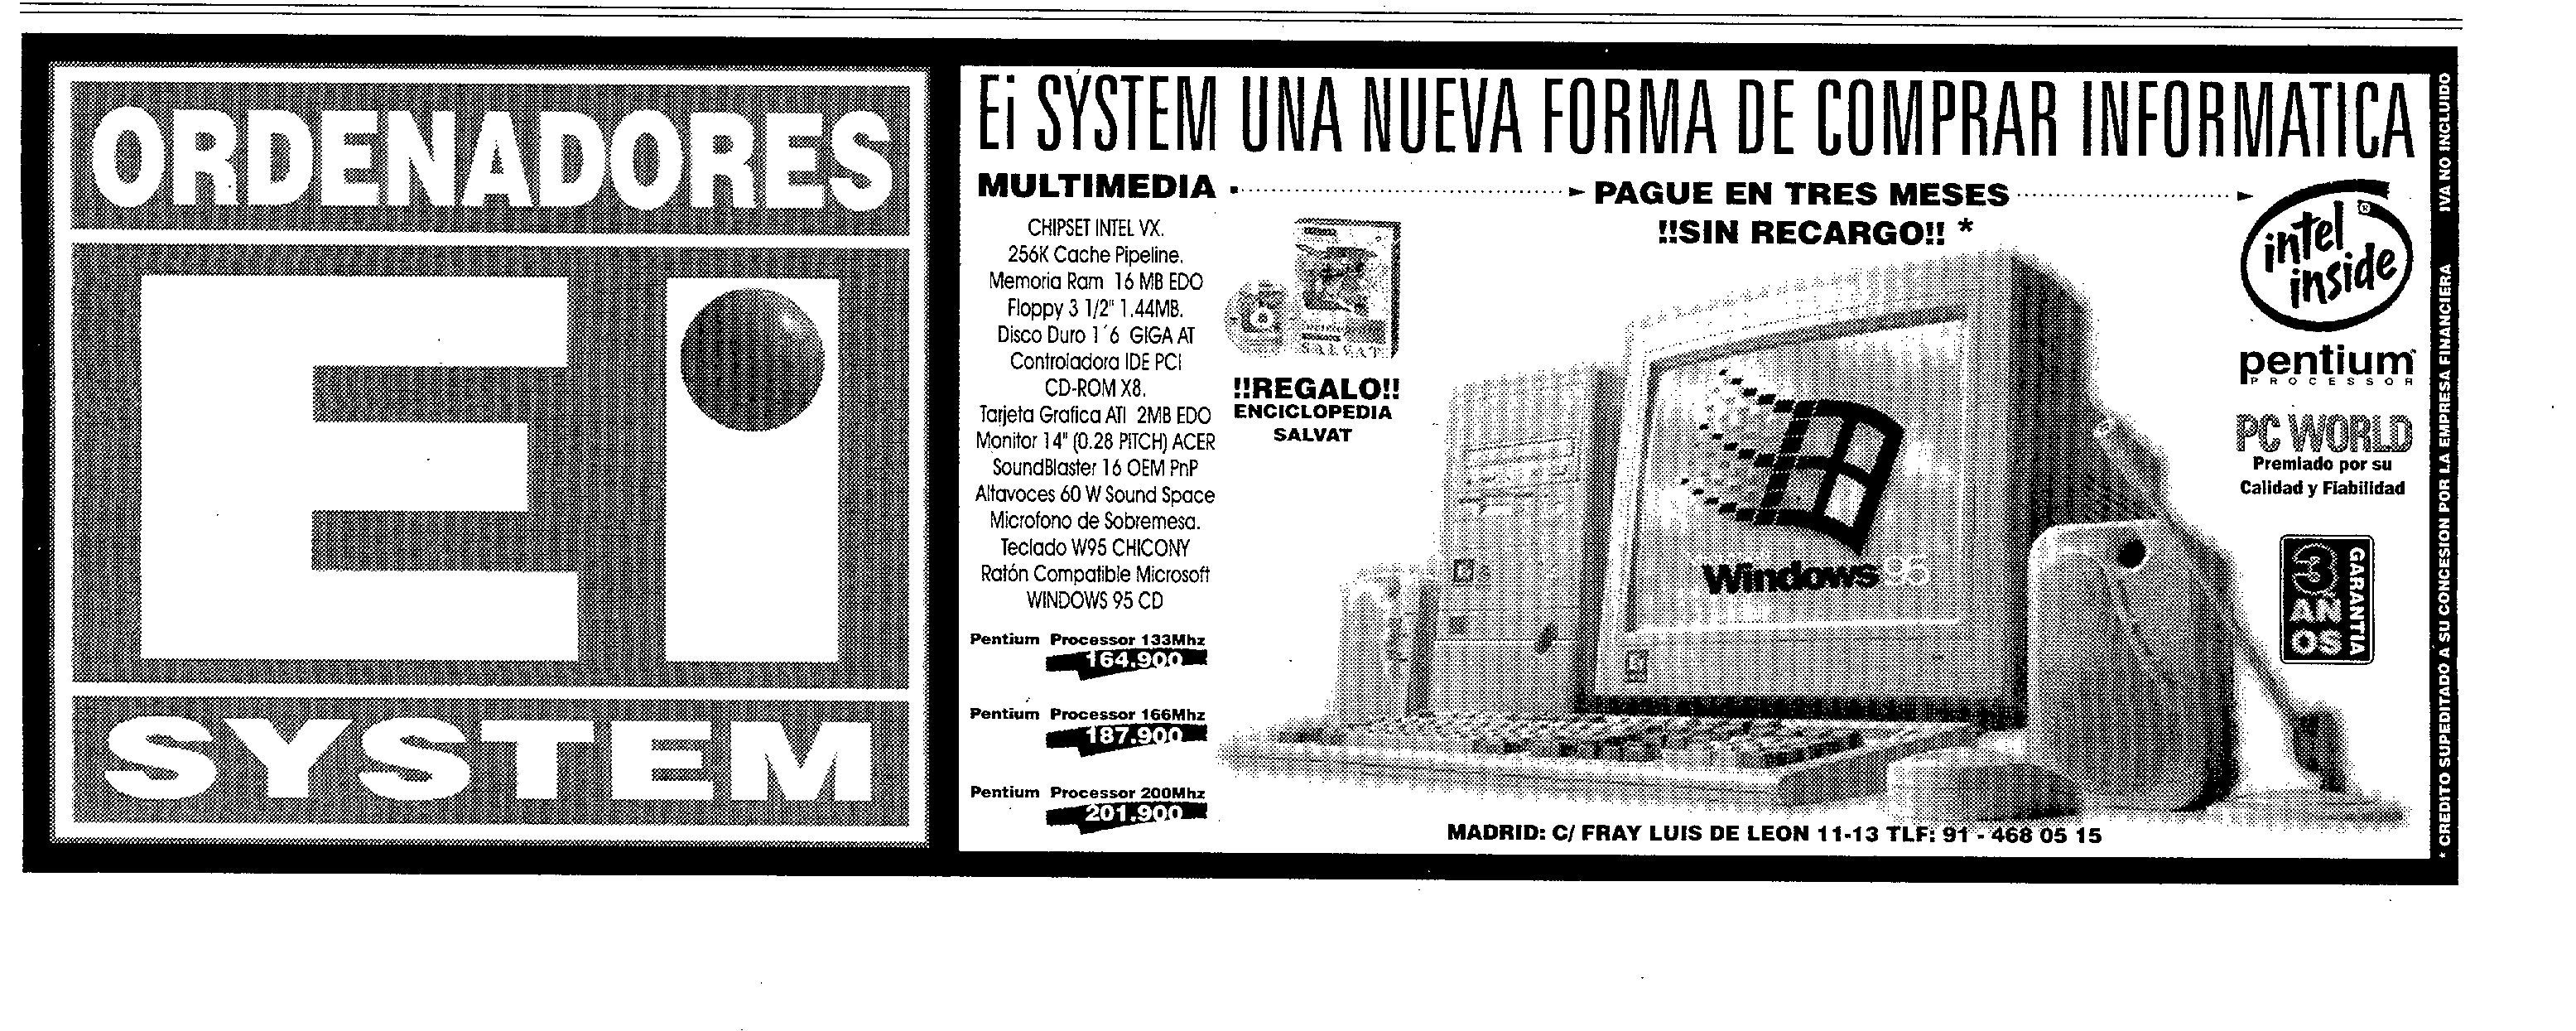 ORDENADORES
Ei
SYSTEM
Ei SYSTEM UNA NUEVA FORMA DE COMPRAR INFORMATICA
MULTIMEDIA
PAGUE EN TRES MESES
!!SIN RECARGO!! *
CHIPSET INTEL VX.
256K Cache Pipeline.
Memoria Ram 16 MB EDO
Floppy 3 1/2" 1.44MB.
Disco Duro 1´6 GIGA AT
Controladora IDE PCI
CD-ROM X8.
Tarjeta Grafica ATI 2MB EDO
Monitor 14" (0.28 PITCH) ACER
SoundBlaster 16 OEM PnP
Altavoces 60 W Sound Space
Microfono de Sobremesa.
Teclado W95 CHICONY
Ratón Compatible Microsoft
WINDOWS 95 CD
Pentium Processor 133Mhz
164.900
Pentium Processor 166Mhz
187.900
Pentium Processor 200Mhz
201.900
SALVAT
!!REGALO!!
ENCICLOPEDIA
SALVAT
Windows 95
intel
inside
®
pentium
PROCESSOR
PC WORLD
Premiado por su
Calidad y Fiabilidad
3
AÑ
OS
GARANTIA
MADRID: C/ FRAY LUIS DE LEON 11-13 TLF: 91 - 468 05 15
* CREDITO SUPEDITADO A SU CONCESION POR LA EMPRESA FINANCIERA
IVA NO INCLUIDO